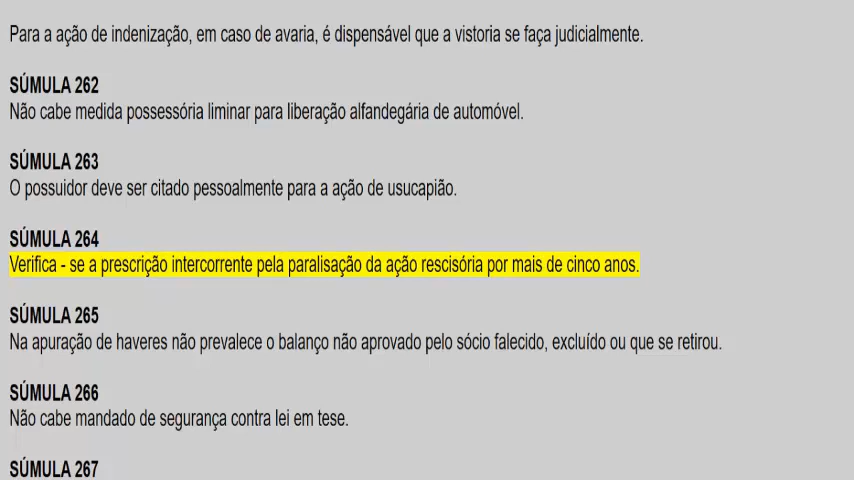 Para a ação de indenização, em caso de avaria, é dispensável que a vistoria se faça judicialmente.
SÚMULA 262
Não cabe medida possessória liminar para liberação alfandegária de automóvel.
SÚMULA 263
O possuidor deve ser citado pessoalmente para a ação de usucapião.
SÚMULA 264
Verifica - se a prescrição intercorrente pela paralisação da ação rescisória por mais de cinco anos.
SÚMULA 265
Na apuração de haveres não prevalece o balanço não aprovado pelo sócio falecido, excluído ou que se retirou.
SÚMULA 266
Não cabe mandado de segurança contra lei em tese.
SÚMULA 267